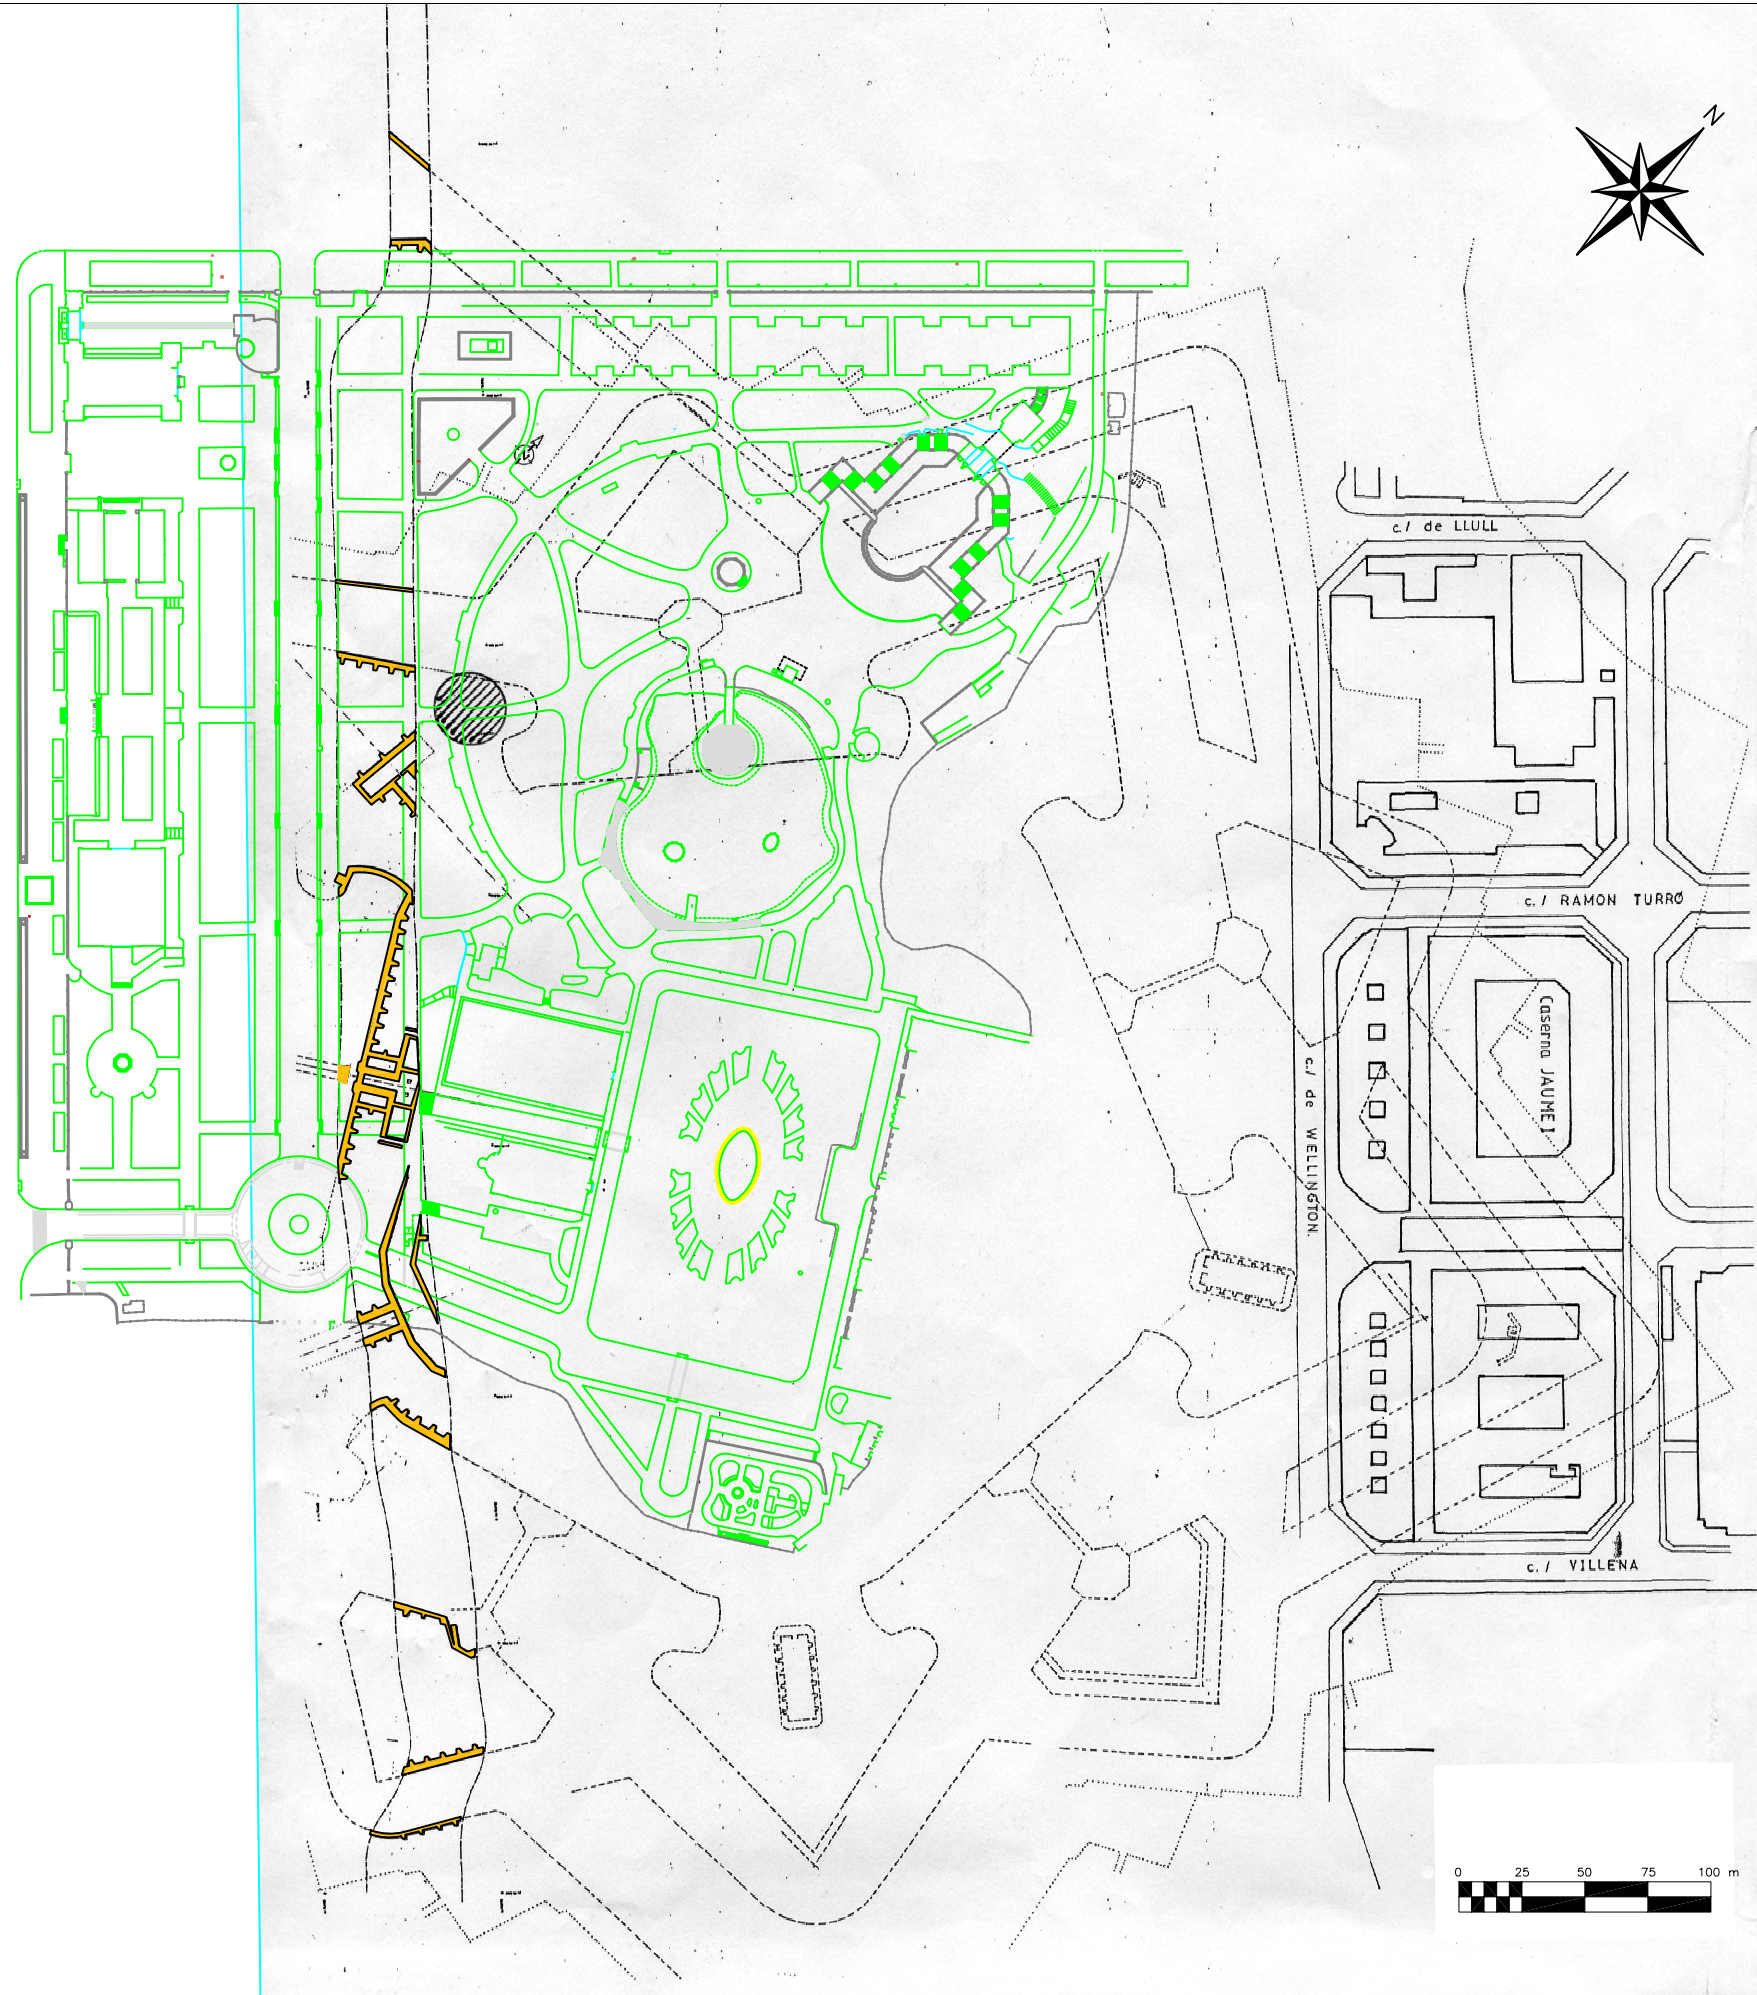 N
c./ de LLULL
c./ RAMON TURRÓ
Caserna JAUME I
c./ de WELLINGTON.
c./ VILLENA
0 25 50 75 100 m